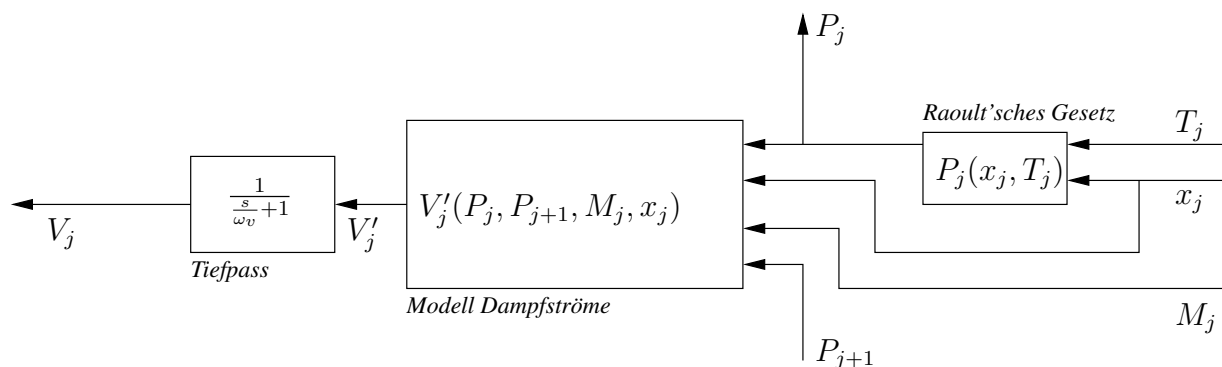 P_j
Raoult'sches Gesetz
T_j
P_j(x_j, T_j)
x_j
V_j
1
s/ω_v +1
Tiefpass
V'_j
V'_j(P_j, P_{j+1}, M_j, x_j)
Modell Dampfströme
P_{j+1}
M_j